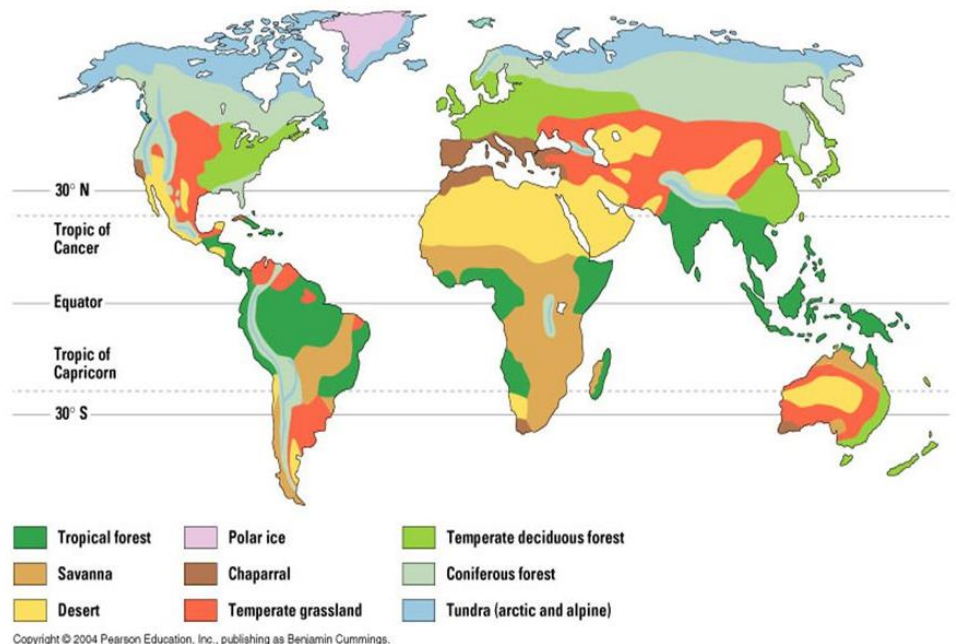 30° N
Tropic of
Cancer
Equator
Tropic of
Capricorn
30° S
Tropical forest
Polar ice
Temperate deciduous forest
Savanna
Chaparral
Coniferous forest
Desert
Temperate grassland
Tundra (arctic and alpine)
Copyright © 2004 Pearson Education, Inc., publishing as Benjamin Cummings.